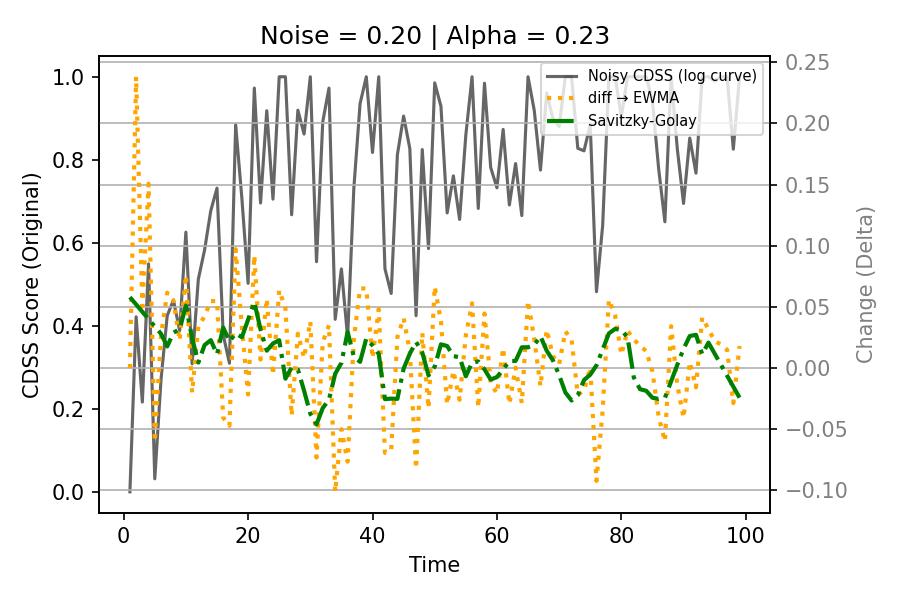 Noise = 0.20 | Alpha = 0.23
Noisy CDSS (log curve)
diff → EWMA
Savitzky-Golay
CDSS Score (Original)
1.0
0.8
0.6
0.4
0.2
0.0
0.25
0.20
0.15
0.10
0.05
0.00
−0.05
−0.10
Change (Delta)
0 20 40 60 80 100
Time